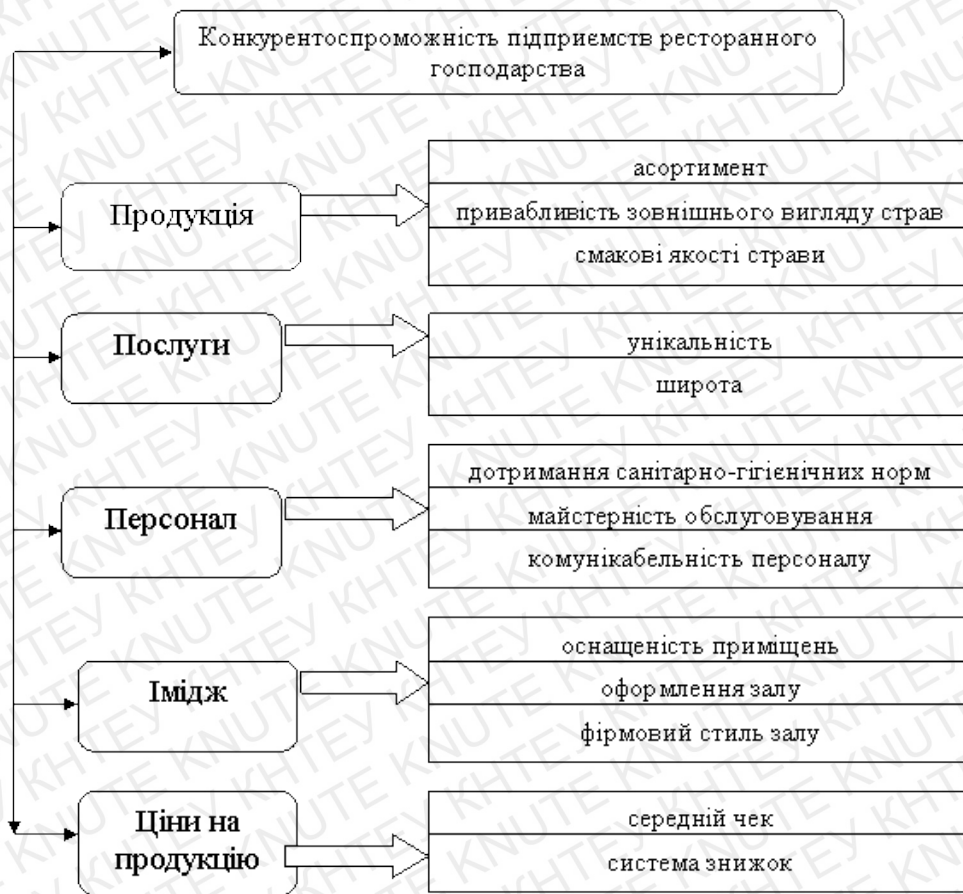 Конкурентоспроможність підприємств ресторанного
господарства
Продукція
асортимент
привабливість зовнішнього вигляду страв
смакові якості страви
Послуги
унікальність
широта
Персонал
дотримання санітарно-гігієнічних норм
майстерність обслуговування
комунікабельність персоналу
Імідж
оснащеність приміщень
оформлення залу
фірмовий стиль залу
Ціни на
продукцію
середній чек
система знижок
KNUTE КНТЕУ